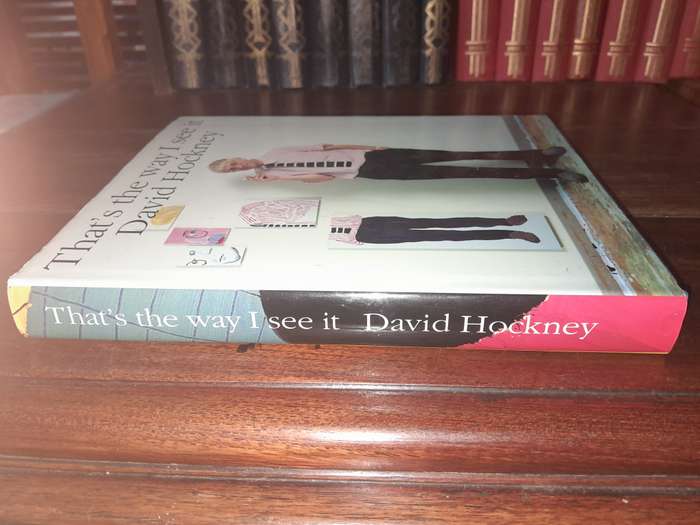 That's the way I see it
David Hockney
That's the way I see it David Hockney